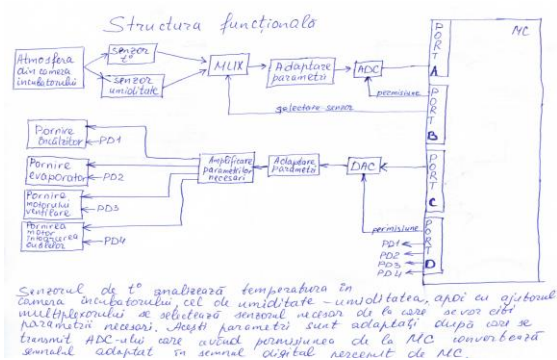 Structura funcțională
MC
PORT A
senzor t°
Atmosfera din camera incubatorului
MUX
Adaptare parametri
ADC
senzor umiditate
permisiune
selectare senzor
PORT B
Pornire încălzitor
PD1
Pornire evaporator
PD2
Amplificare parametrilor necesari
Adaptare parametri
DAC
PORT C
Pornire motorului ventilare
PD3
permisiune
PORT D
Pornirea motor întoarcerea ouălelor
PD4
PD1
PD2
PD3
PD4
Senzorul de t° analizează temperatura în
camera incubatorului, cel de umiditate - umiditatea, apoi cu ajutorul
multiplexorului se selectează senzorul necesar de la care se vor citi
parametrii necesari. Acești parametri sunt adaptați după care se
transmit ADC-ului care având permisiunea de la MC convertează
semnalul adaptat în semnal digital perceput de MC.